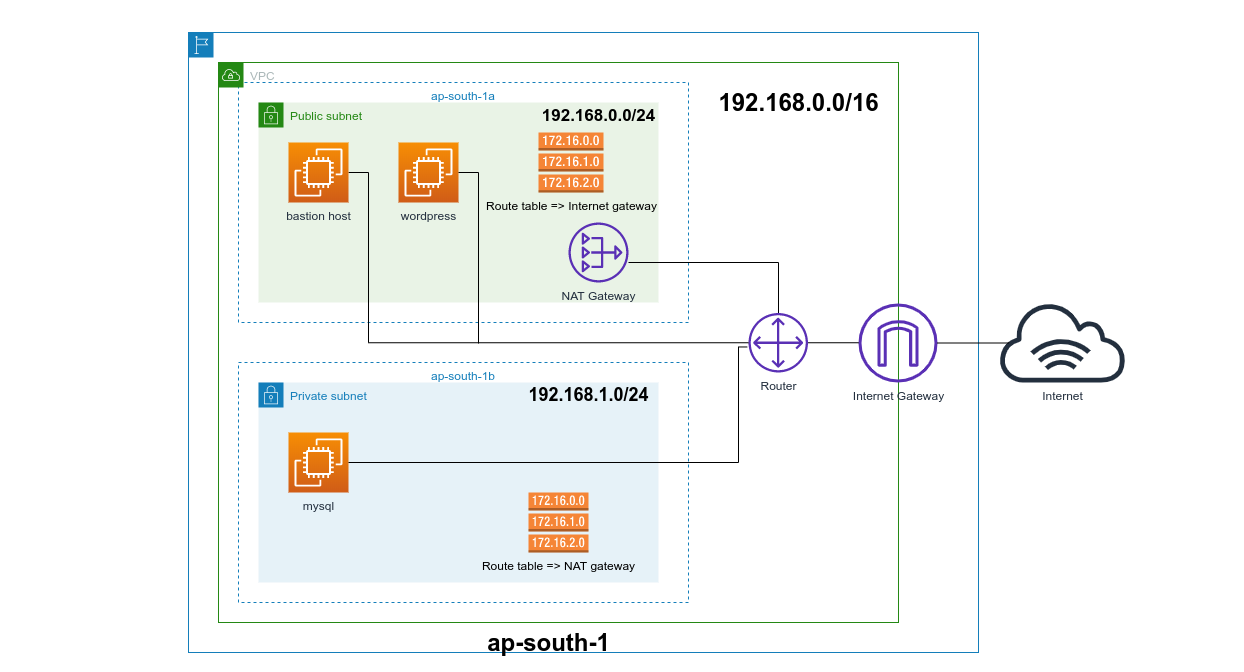 VPC
ap-south-1a
192.168.0.0/16
Public subnet
192.168.0.0/24
172.16.0.0
172.16.1.0
172.16.2.0
bastion host
wordpress
Route table => Internet gateway
NAT Gateway
ap-south-1b
Router
Internet Gateway
Internet
Private subnet
192.168.1.0/24
mysql
172.16.0.0
172.16.1.0
172.16.2.0
Route table => NAT gateway
ap-south-1